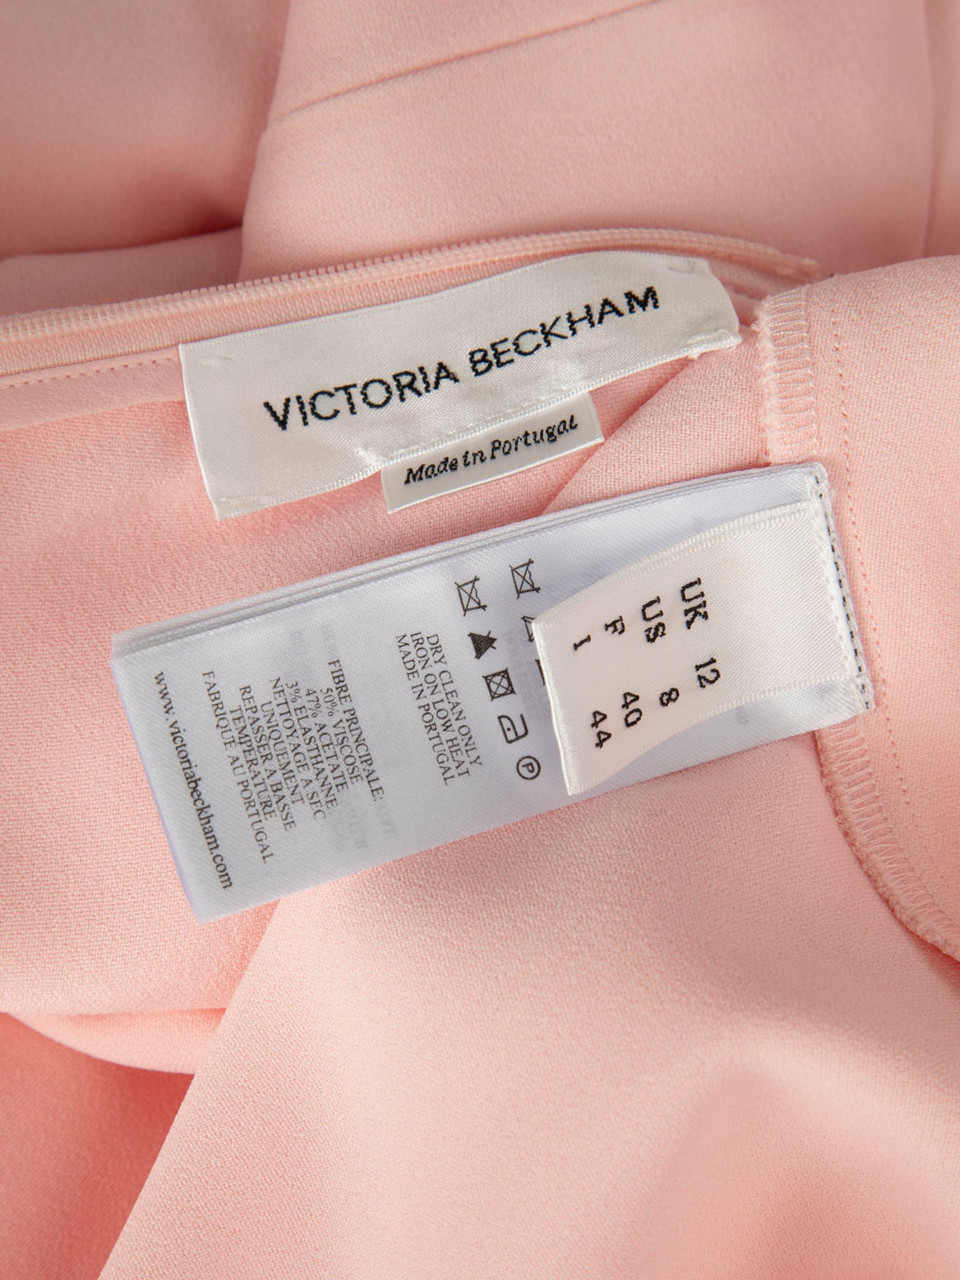 VICTORIA BECKHAM
Made in Portugal
UK 12
US 8
F 40
I 44
DRY CLEAN ONLY
IRON ON LOW HEAT
MADE IN PORTUGAL
FIBRE PRINCIPALE:
50% VISCOSE
47% ACETATE
3% ELASTHANNE
NETTOYAGE A SEC
UNIQUEMENT
REPASSER A BASSE
TEMPERATURE
FABRIQUE AU PORTUGAL
www.victoriabeckham.com